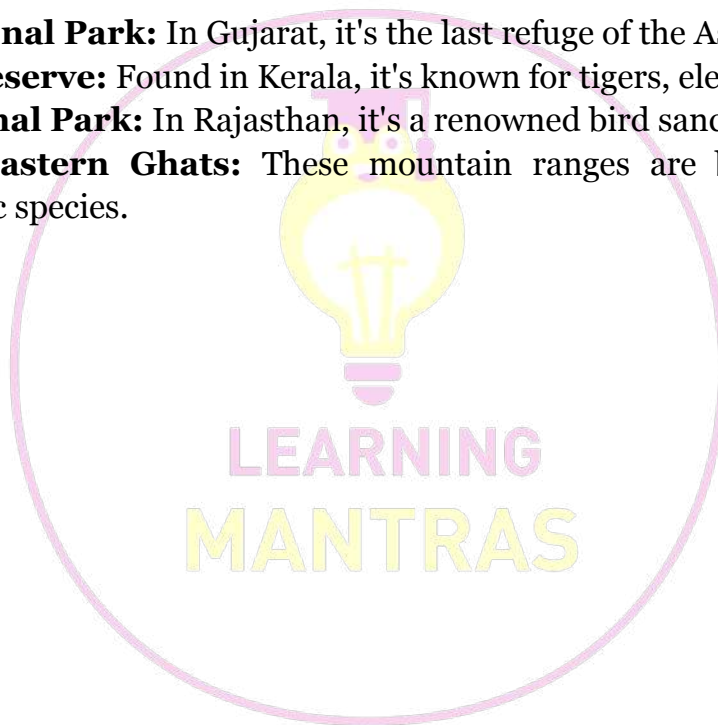 nal Park: In Gujarat, it's the last refuge of the As
eserve: Found in Kerala, it's known for tigers, ele
nal Park: In Rajasthan, it's a renowned bird sanc
astern Ghats: These mountain ranges are
c species.
LEARNING
MANTRAS